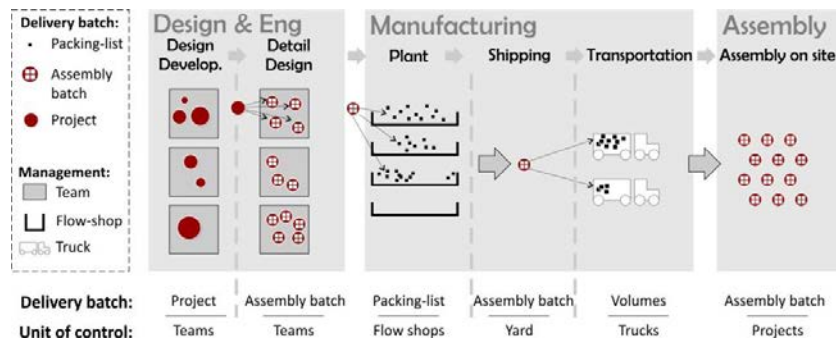 Delivery batch:
Packing-list
Assembly
batch
Project
Management:
Team
Flow-shop
Truck
Design & Eng
Manufacturing
Assembly
Design
Develop.
Detail
Design
Plant
Shipping
Transportation
Assembly on site
Delivery batch: Project Assembly batch Packing-list Assembly batch Volumes Assembly batch
Unit of control: Teams Teams Flow shops Yard Trucks Projects